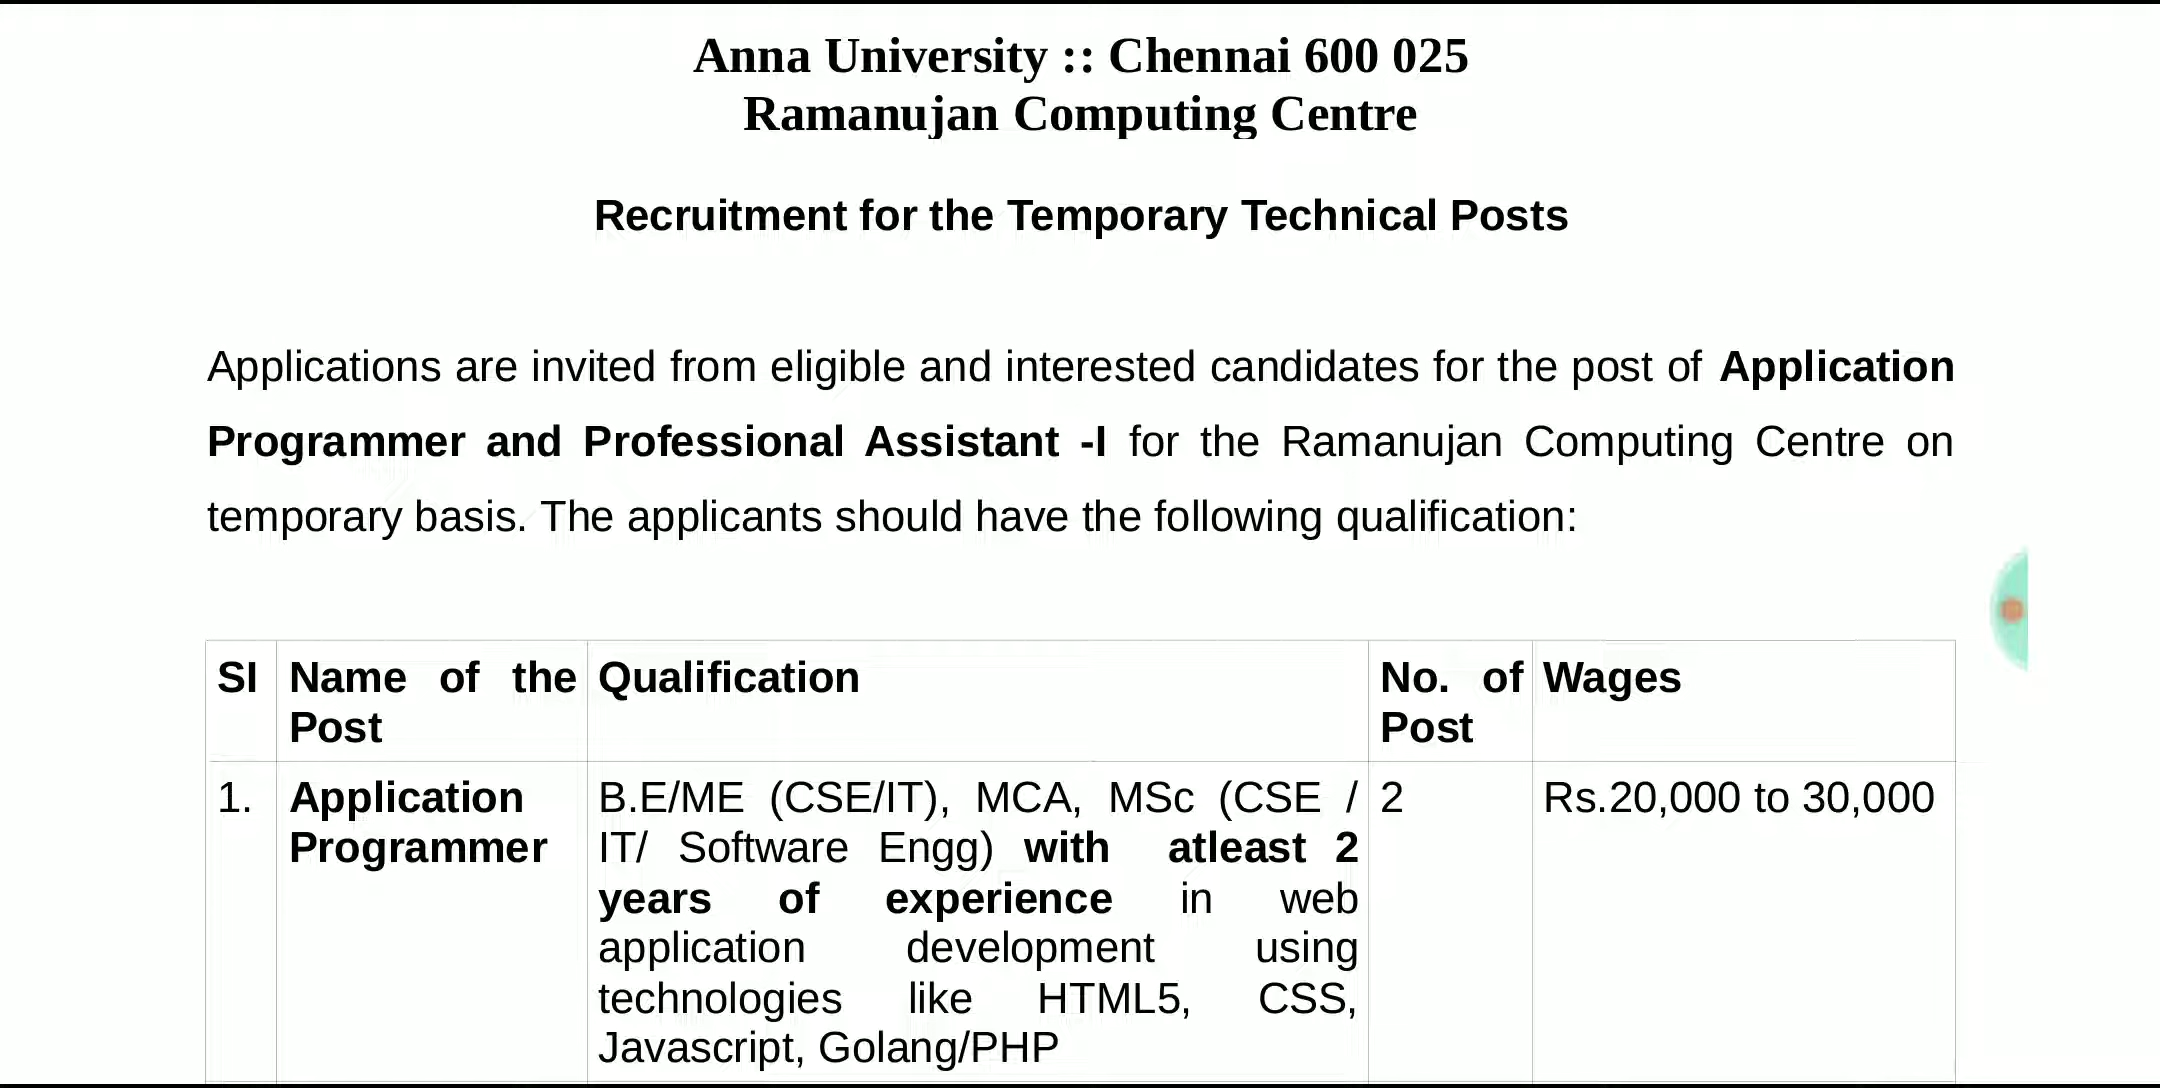 Anna University :: Chennai 600 025
Ramanujan Computing Centre
Recruitment for the Temporary Technical Posts
Applications are invited from eligible and interested candidates for the post of Application
Programmer and Professional Assistant -I for the Ramanujan Computing Centre on
temporary basis. The applicants should have the following qualification:
SI Name of the Qualification No. of Wages
Post Post
1. Application B.E/ME (CSE/IT), MCA, MSc (CSE / 2 Rs.20,000 to 30,000
Programmer IT/ Software Engg) with atleast 2
years of experience in web
application development using
technologies like HTML5, CSS,
Javascript, Golang/PHP